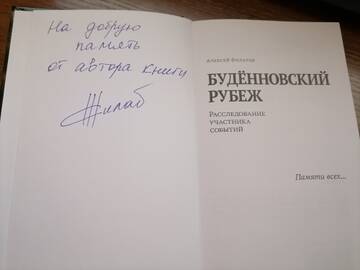 На добрую
память
от автора книги
Алексей Филатов
БУДЁННОВСКИЙ
РУБЕЖ
Расследование
участника
событий
Памяти всех...